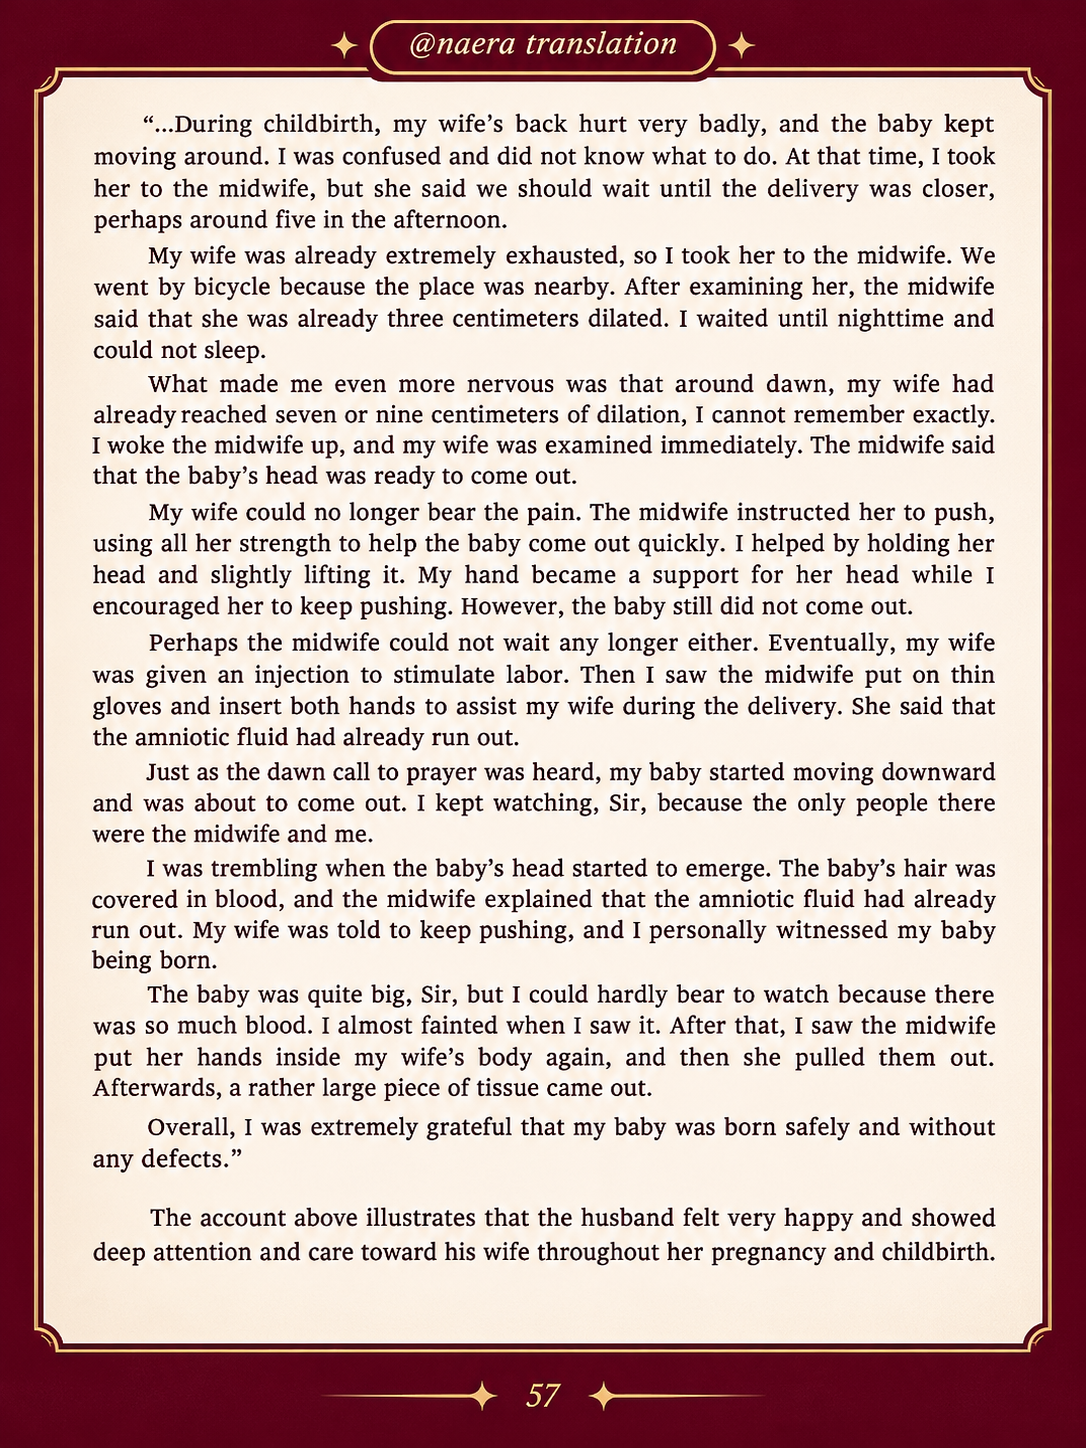 @naera translation
“...During childbirth, my wife’s back hurt very badly, and the baby kept
moving around. I was confused and did not know what to do. At that time, I took
her to the midwife, but she said we should wait until the delivery was closer,
perhaps around five in the afternoon.
My wife was already extremely exhausted, so I took her to the midwife. We
went by bicycle because the place was nearby. After examining her, the midwife
said that she was already three centimeters dilated. I waited until nighttime and
could not sleep.
What made me even more nervous was that around dawn, my wife had
already reached seven or nine centimeters of dilation, I cannot remember exactly.
I woke the midwife up, and my wife was examined immediately. The midwife said
that the baby’s head was ready to come out.
My wife could no longer bear the pain. The midwife instructed her to push,
using all her strength to help the baby come out quickly. I helped by holding her
head and slightly lifting it. My hand became a support for her head while I
encouraged her to keep pushing. However, the baby still did not come out.
Perhaps the midwife could not wait any longer either. Eventually, my wife
was given an injection to stimulate labor. Then I saw the midwife put on thin
gloves and insert both hands to assist my wife during the delivery. She said that
the amniotic fluid had already run out.
Just as the dawn call to prayer was heard, my baby started moving downward
and was about to come out. I kept watching, Sir, because the only people there
were the midwife and me.
I was trembling when the baby’s head started to emerge. The baby’s hair was
covered in blood, and the midwife explained that the amniotic fluid had already
run out. My wife was told to keep pushing, and I personally witnessed my baby
being born.
The baby was quite big, Sir, but I could hardly bear to watch because there
was so much blood. I almost fainted when I saw it. After that, I saw the midwife
put her hands inside my wife’s body again, and then she pulled them out.
Afterwards, a rather large piece of tissue came out.
Overall, I was extremely grateful that my baby was born safely and without
any defects.”
The account above illustrates that the husband felt very happy and showed
deep attention and care toward his wife throughout her pregnancy and childbirth.
57